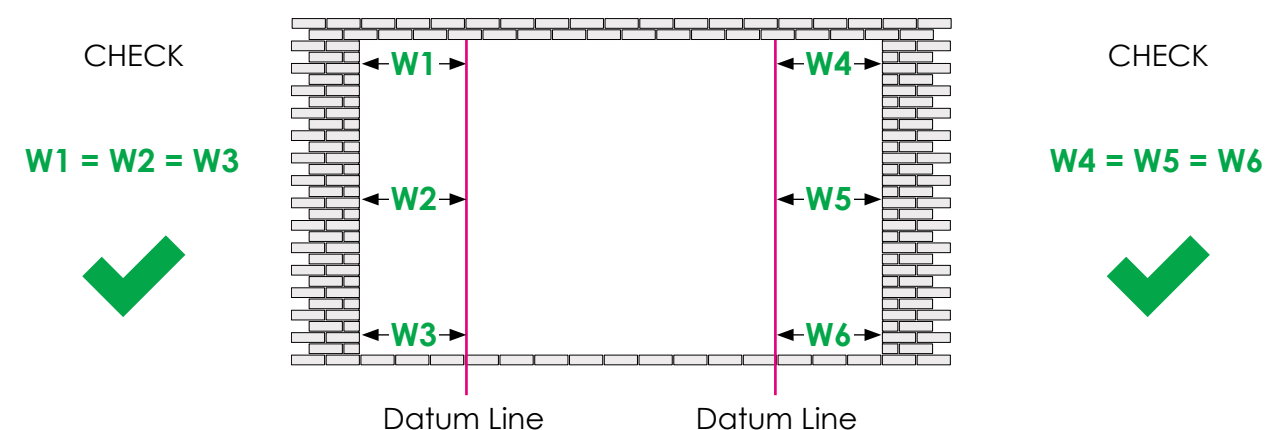 CHECK
W1 = W2 = W3
W1
W2
W3
W4
W5
W6
CHECK
W4 = W5 = W6
Datum Line
Datum Line